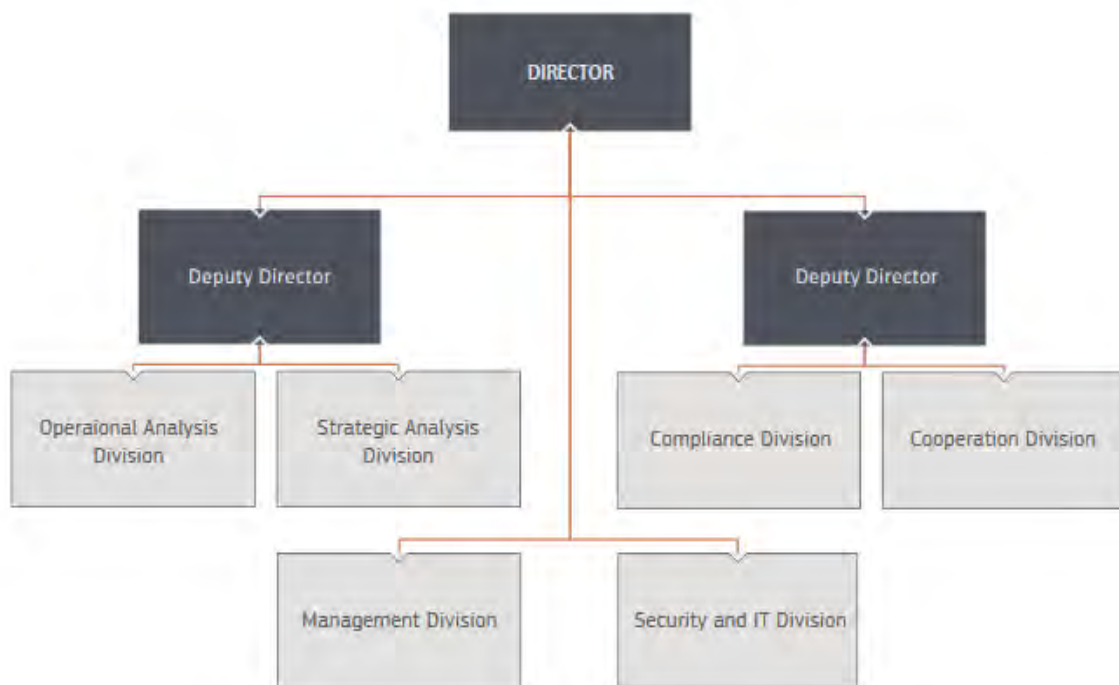 DIRECTOR
Deputy Director
Deputy Director
Operaional Analysis
Division
Strategic Analysis
Division
Compliance Division
Cooperation Division
Management Division
Security and IT Division